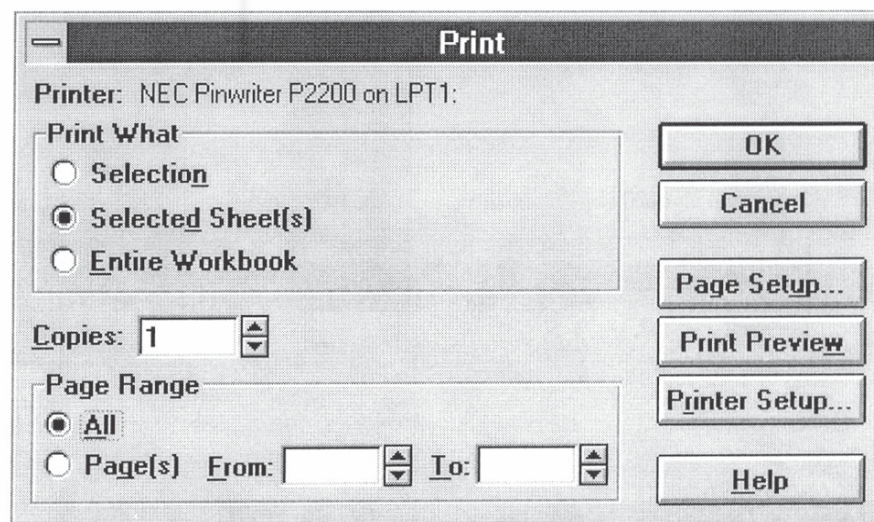 Print
Printer: NEC Pinwriter P2200 on LPT1:
Print What
Selection
Selected Sheet(s)
Entire Workbook
Copies: 1
Page Range
All
Page(s) From: To:
OK
Cancel
Page Setup...
Print Preview
Printer Setup...
Help